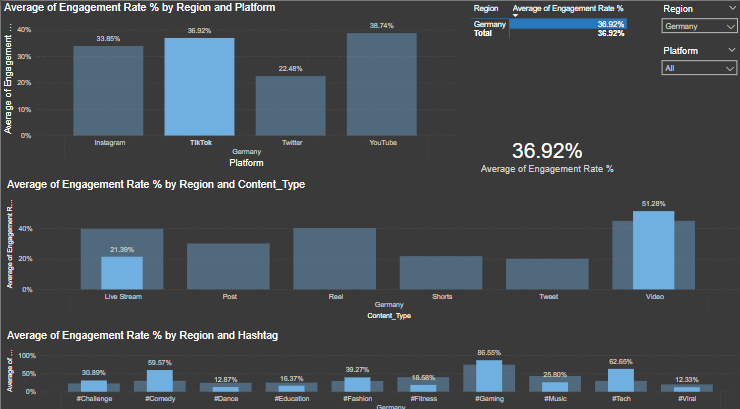 Average of Engagement Rate % by Region and Platform
Average of Engagement ...
40%
30%
20%
10%
0%
33.85%
36.92%
22.48%
38.74%
Instagram
TikTok
Twitter
YouTube
Germany
Platform
Region Average of Engagement Rate %
Germany 36.92%
Total 36.92%
Region
Germany
Platform
All
36.92%
Average of Engagement Rate %
Average of Engagement Rate % by Region and Content_Type
Average of Engagement R...
40%
20%
0%
21.39%
51.28%
Live Stream
Post
Reel
Shorts
Tweet
Video
Germany
Content_Type
Average of Engagement Rate % by Region and Hashtag
Average of ...
100%
50%
0%
30.89%
59.57%
12.87%
16.37%
39.27%
18.58%
86.55%
25.80%
62.65%
12.33%
#Challenge
#Comedy
#Dance
#Education
#Fashion
#Fitness
#Gaming
#Music
#Tech
#Viral
Germany